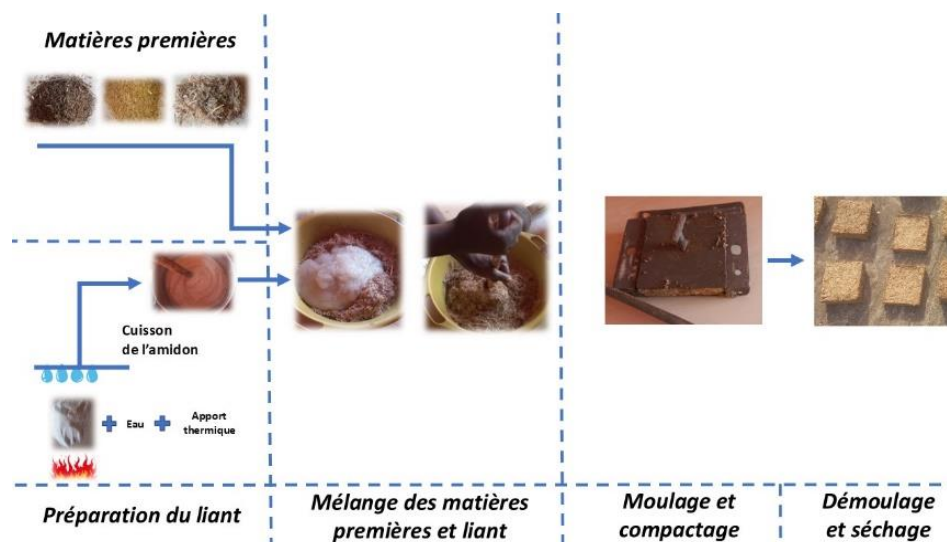 Matières premières
Cuisson
de l'amidon
Eau
Apport
thermique
Préparation du liant
Mélange des matières
premières et liant
Moulage et
compactage
Démoulage
et séchage